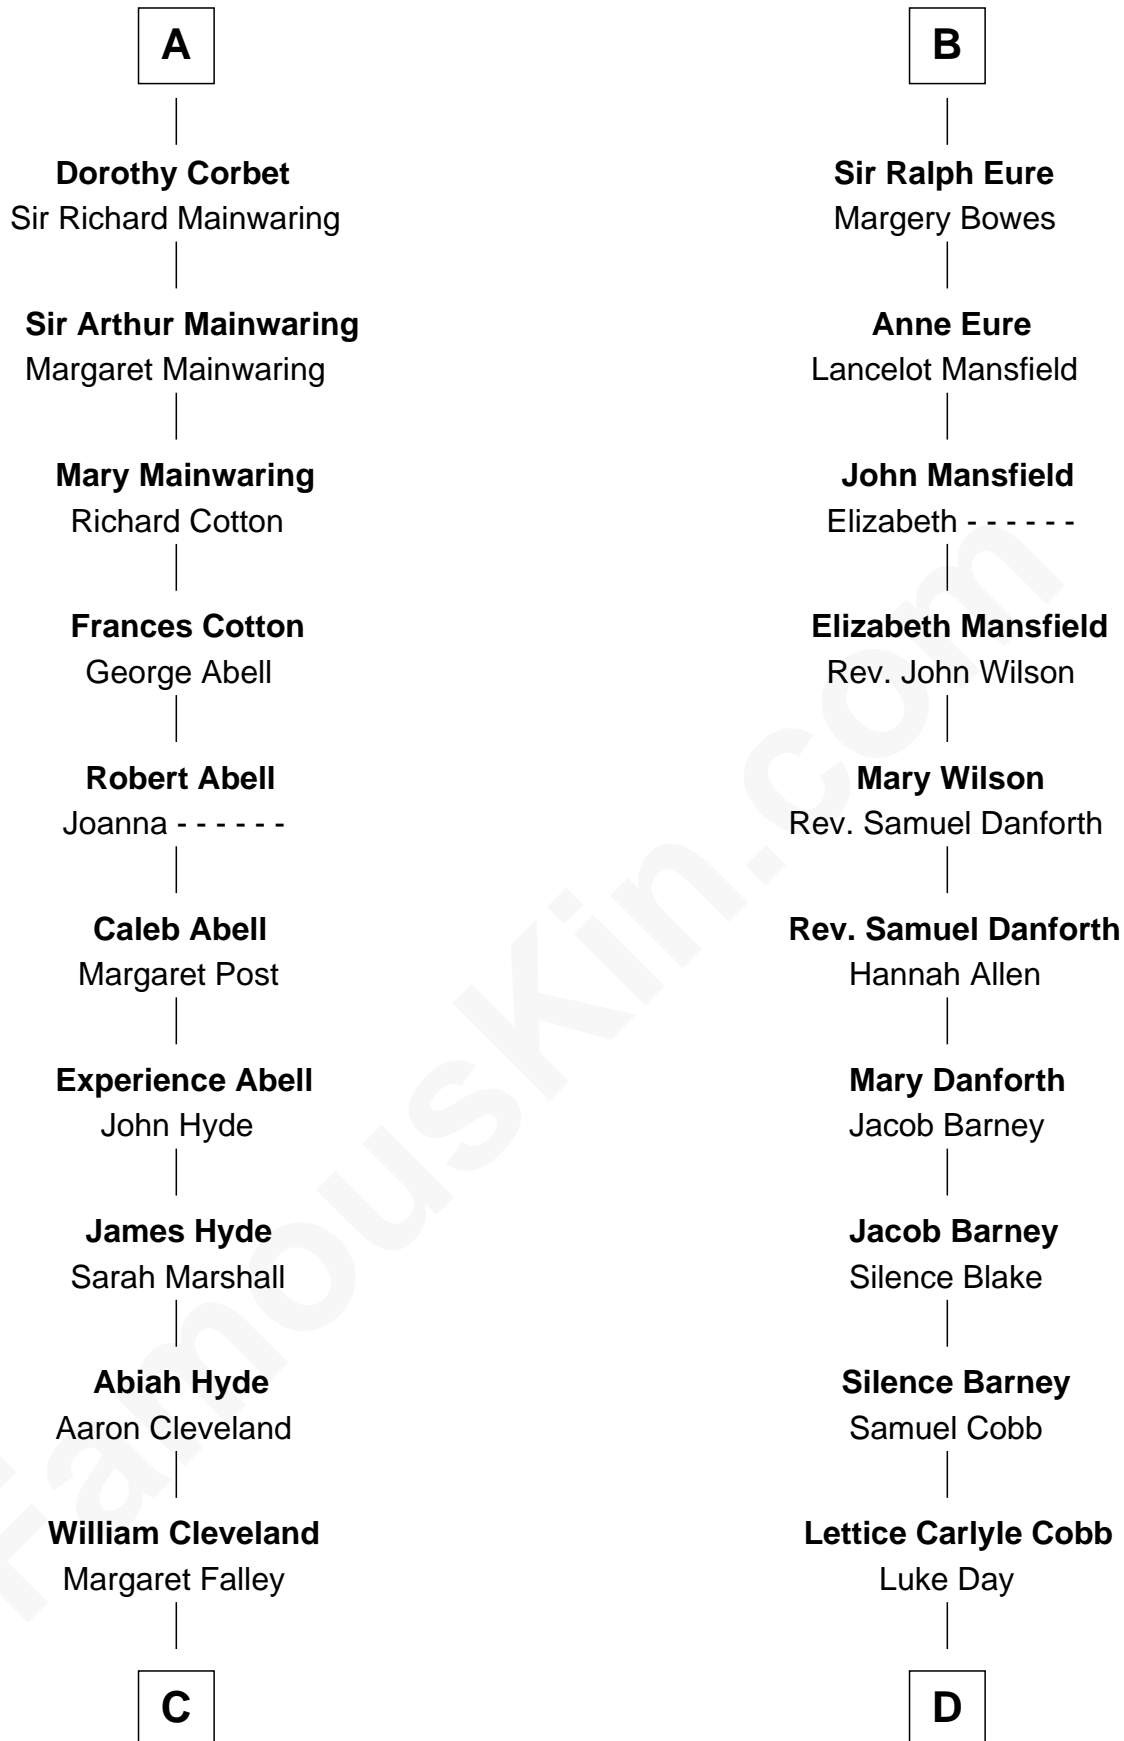 A
Dorothy Corbet
Sir Richard Mainwaring
Sir Arthur Mainwaring
Margaret Mainwaring
Mary Mainwaring
Richard Cotton
Frances Cotton
George Abell
Robert Abell
Joanna - - - - - -
Caleb Abell
Margaret Post
Experience Abell
John Hyde
James Hyde
Sarah Marshall
Abiah Hyde
Aaron Cleveland
William Cleveland
Margaret Falley
C
B
Sir Ralph Eure
Margery Bowes
Anne Eure
Lancelot Mansfield
John Mansfield
Elizabeth - - - - - -
Elizabeth Mansfield
Rev. John Wilson
Mary Wilson
Rev. Samuel Danforth
Rev. Samuel Danforth
Hannah Allen
Mary Danforth
Jacob Barney
Jacob Barney
Silence Blake
Silence Barney
Samuel Cobb
Lettice Carlyle Cobb
Luke Day
D
FamousKin.com